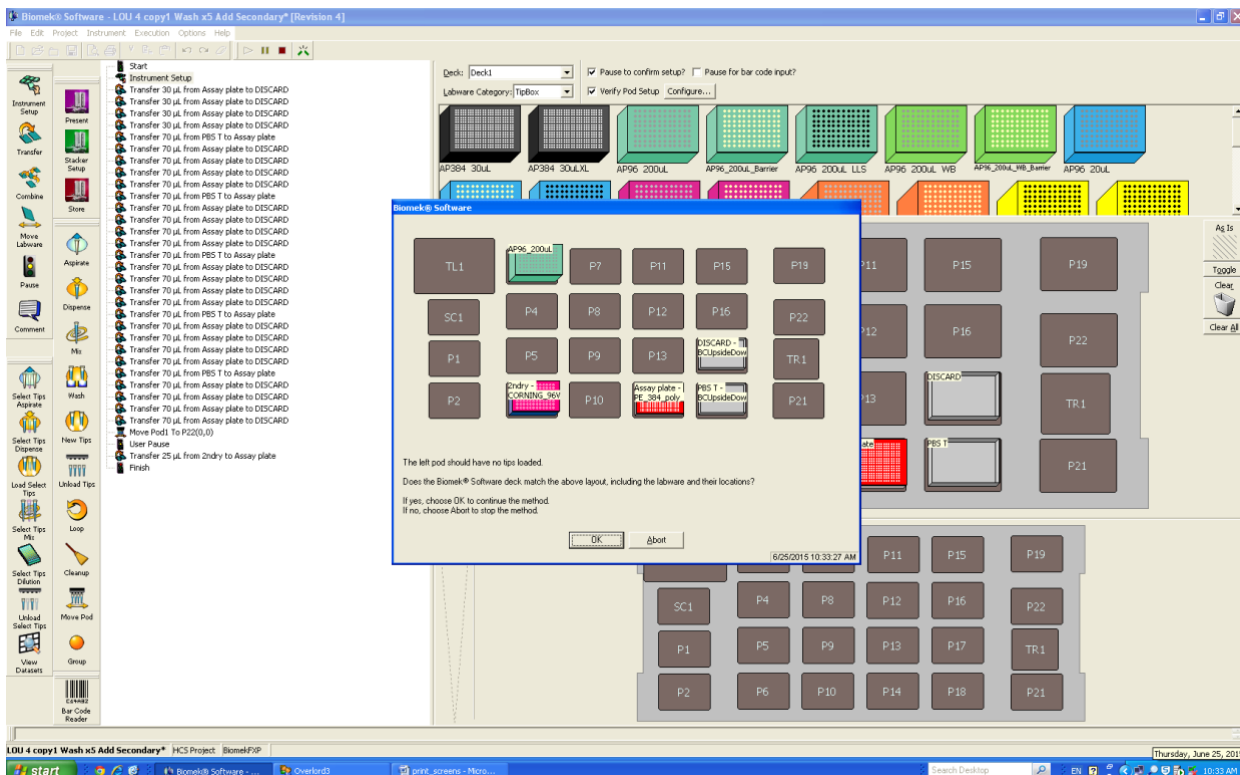 Biomek® Software - LOU 4 copy1 Wash x5 Add Secondary* [Revision 4]
File Edit Project Instrument Execution Options Help
Instrument Setup
Transfer
Combine
Move Labware
Pause
Comment
Select Tips Aspirate
Select Tips Dispense
Load Select Tips
Select Tips Mix
Select Tips Dilution
Unload Select Tips
View Datasets
Present
Stacker Setup
Store
Aspirate
Dispense
Mix
Wash
New Tips
Unload Tips
Loop
Cleanup
Move Pod
Group
Bar Code Reader
Start
Instrument Setup
Transfer 30 µL from Assay plate to DISCARD
Transfer 30 µL from Assay plate to DISCARD
Transfer 30 µL from Assay plate to DISCARD
Transfer 30 µL from Assay plate to DISCARD
Transfer 70 µL from PBS T to Assay plate
Transfer 70 µL from Assay plate to DISCARD
Transfer 70 µL from Assay plate to DISCARD
Transfer 70 µL from Assay plate to DISCARD
Transfer 70 µL from Assay plate to DISCARD
Transfer 70 µL from PBS T to Assay plate
Transfer 70 µL from Assay plate to DISCARD
Transfer 70 µL from Assay plate to DISCARD
Transfer 70 µL from Assay plate to DISCARD
Transfer 70 µL from Assay plate to DISCARD
Transfer 70 µL from PBS T to Assay plate
Transfer 70 µL from Assay plate to DISCARD
Transfer 70 µL from Assay plate to DISCARD
Transfer 70 µL from Assay plate to DISCARD
Transfer 70 µL from Assay plate to DISCARD
Transfer 70 µL from PBS T to Assay plate
Transfer 70 µL from Assay plate to DISCARD
Transfer 70 µL from Assay plate to DISCARD
Transfer 70 µL from Assay plate to DISCARD
Transfer 70 µL from Assay plate to DISCARD
Transfer 70 µL from PBS T to Assay plate
Transfer 70 µL from Assay plate to DISCARD
Transfer 70 µL from Assay plate to DISCARD
Transfer 70 µL from Assay plate to DISCARD
Transfer 70 µL from Assay plate to DISCARD
Move Pod1 To P22(0,0)
User Pause
Transfer 25 µL from 2ndry to Assay plate
Finish
Deck: Deck1 Pause to confirm setup? Pause for bar code input?
Labware Category: TipBox Verify Pod Setup Configure...
AP384 30uL AP384 30uLXL AP96 200uL AP96_200uL_Barrier AP96 200uL LLS AP96 200uL WB AP96_200uL_WB_Barrier AP96 20uL
Biomek® Software
TL1 AP96_200uL P7 P11 P15 P19
SC1 P4 P8 P12 P16 P22
P1 P5 P9 P13 DISCARD - BCUpsideDow TR1
P2 2ndry - CORNING_96V P10 Assay plate - PE_384_poly PBS T - BCUpsideDow P21
The left pod should have no tips loaded.
Does the Biomek® Software deck match the above layout, including the labware and their locations?
If yes, choose OK to continue the method.
If no, choose Abort to stop the method.
OK Abort
6/25/2015 10:33:27 AM
P11 P15 P19
P12 P16 P22
P13 DISCARD TR1
ate PBS T P21
As Is
Toggle
Clear
Clear All
P11 P15 P19
SC1 P4 P8 P12 P16 P22
P1 P5 P9 P13 P17 TR1
P2 P6 P10 P14 P18 P21
LOU 4 copy1 Wash x5 Add Secondary* HCS Project BiomekFXP
Thursday, June 25, 201
start Biomek® Software - ... Overlord3 print_screens - Micro... Search Desktop EN 10:33 AM